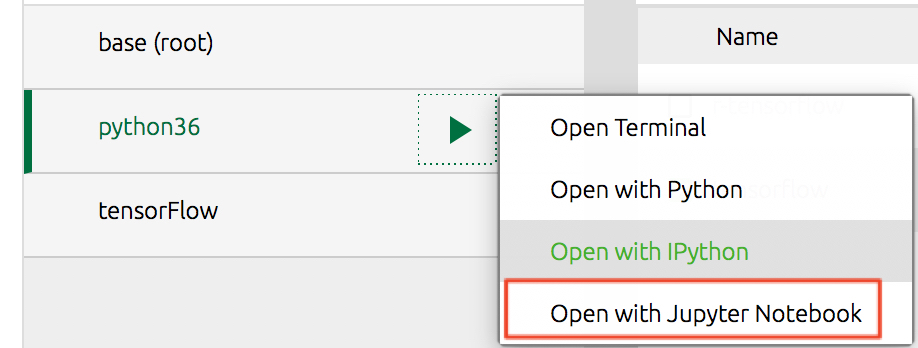 base (root)
python36
tensorFlow
Name
Open Terminal
Open with Python
Open with IPython
Open with Jupyter Notebook